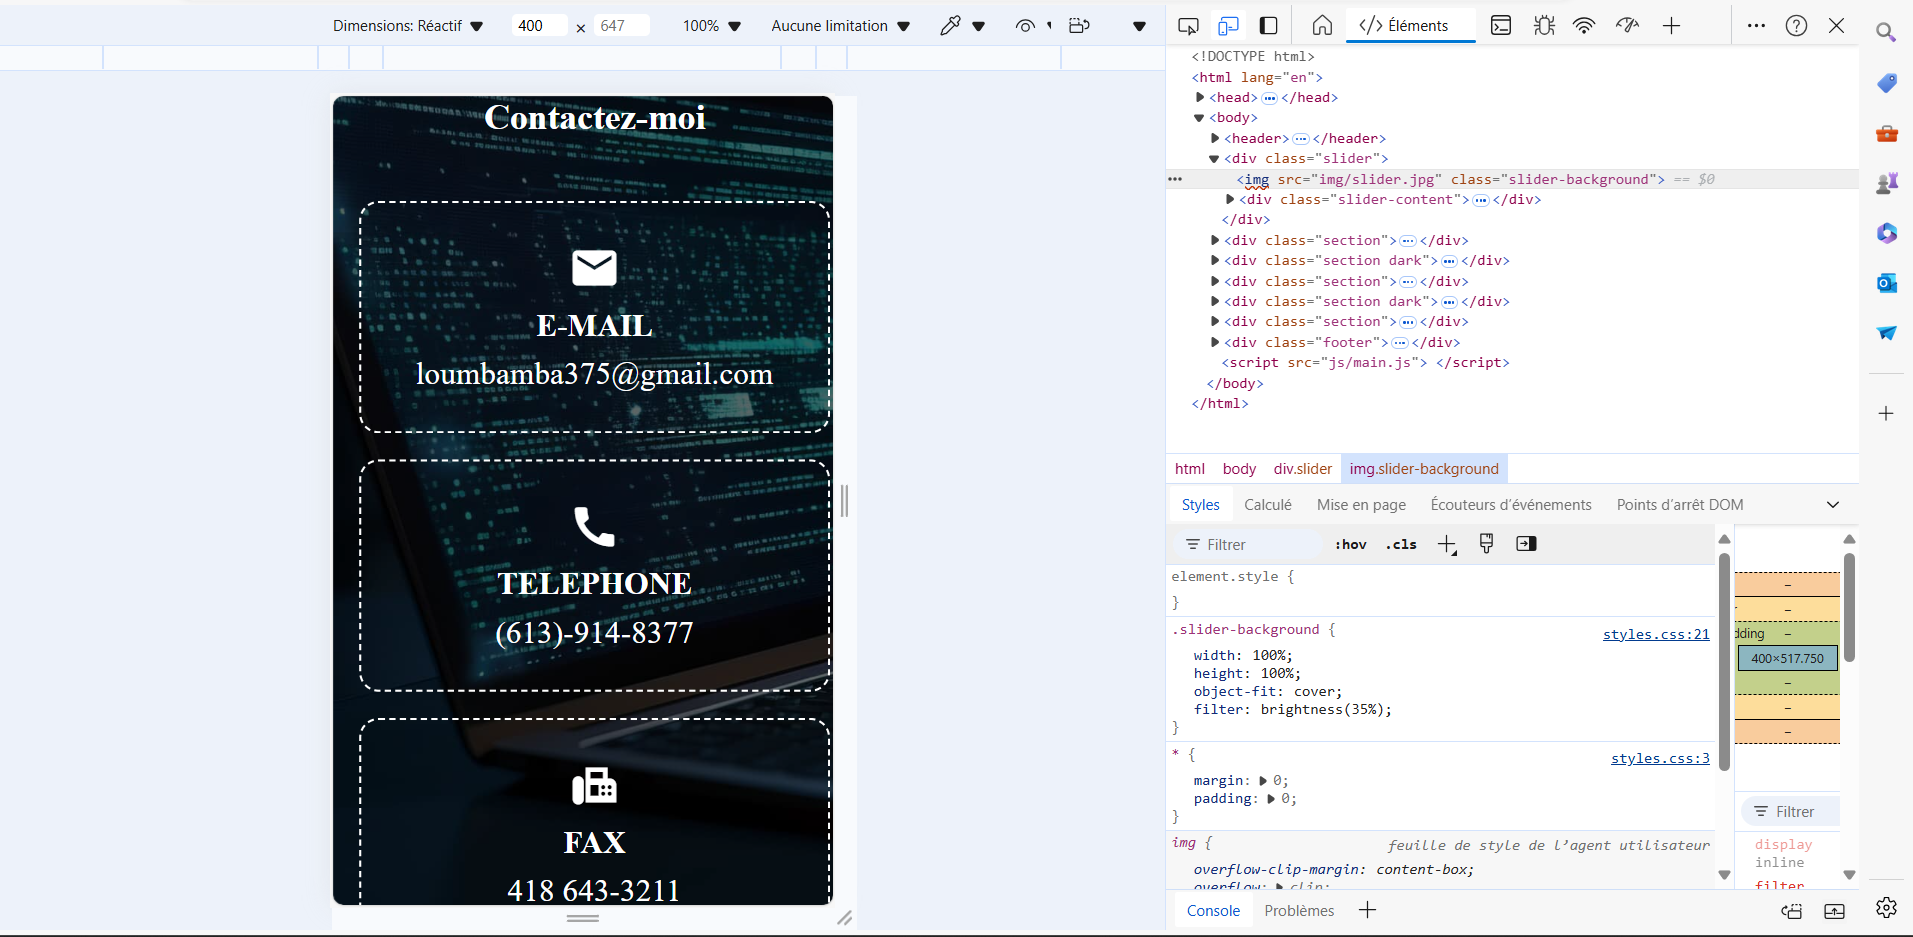 Dimensions: Réactif
400 × 647
100%
Aucune limitation
Éléments
Contactez-moi
E-MAIL
loumbamba375@gmail.com
TELEPHONE
(613)-914-8377
FAX
418 643-3211
<!DOCTYPE html>
<html lang="en">
<head> ⋯ </head>
<body>
<header> ⋯ </header>
<div class="slider">
<img src="img/slider.jpg" class="slider-background"> == $0
<div class="slider-content"> ⋯ </div>
</div>
<div class="section"> ⋯ </div>
<div class="section dark"> ⋯ </div>
<div class="section"> ⋯ </div>
<div class="section dark"> ⋯ </div>
<div class="section"> ⋯ </div>
<div class="footer"> ⋯ </div>
<script src="js/main.js"> </script>
</body>
</html>
html body div.slider img.slider-background
Styles Calculé Mise en page Écouteurs d’événements Points d’arrêt DOM
Filtrer :hov .cls
element.style {
}
.slider-background { styles.css:21
width: 100%;
height: 100%;
object-fit: cover;
filter: brightness(35%);
}
* { styles.css:3
margin: 0;
padding: 0;
}
img { feuille de style de l’agent utilisateur
overflow-clip-margin: content-box;
overflow: clip;
–
–
dding –
400×517.750
–
–
–
Filtrer
display
inline
filter
Console Problèmes